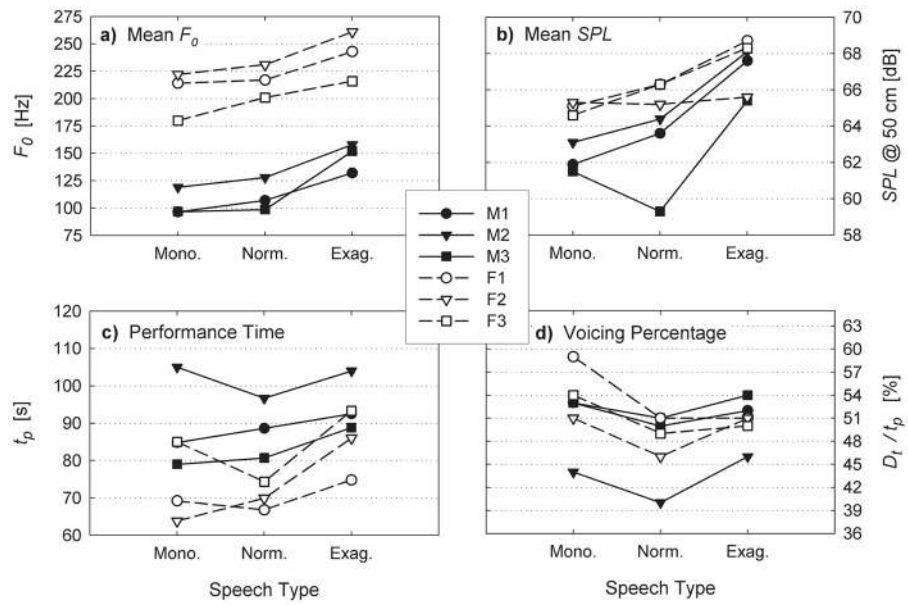 a) Mean F₀
F₀ [Hz]
275
250
225
200
175
150
125
100
75
Mono. Norm. Exag.
b) Mean SPL
SPL @ 50 cm [dB]
70
68
66
64
62
60
58
Mono. Norm. Exag.
M1
M2
M3
F1
F2
F3
c) Performance Time
tₚ [s]
120
110
100
90
80
70
60
Mono. Norm. Exag.
Speech Type
d) Voicing Percentage
Dₜ / tₚ [%]
63
60
57
54
51
48
45
42
39
36
Mono. Norm. Exag.
Speech Type